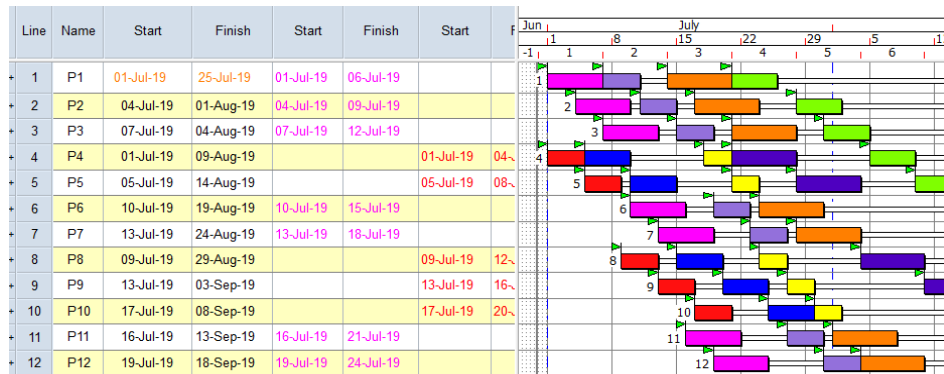 Line Name Start Finish Start Finish Start F
Jun July
1 8 15 22 29 5 1
-1 1 2 3 4 5 6
+ 1 P1 01-Jul-19 25-Jul-19 01-Jul-19 06-Jul-19 1
+ 2 P2 04-Jul-19 01-Aug-19 04-Jul-19 09-Jul-19 2
+ 3 P3 07-Jul-19 04-Aug-19 07-Jul-19 12-Jul-19 3
+ 4 P4 01-Jul-19 09-Aug-19 01-Jul-19 04- 4
+ 5 P5 05-Jul-19 14-Aug-19 05-Jul-19 08- 5
+ 6 P6 10-Jul-19 19-Aug-19 10-Jul-19 15-Jul-19 6
+ 7 P7 13-Jul-19 24-Aug-19 13-Jul-19 18-Jul-19 7
+ 8 P8 09-Jul-19 29-Aug-19 09-Jul-19 12- 8
+ 9 P9 13-Jul-19 03-Sep-19 13-Jul-19 16- 9
+ 10 P10 17-Jul-19 08-Sep-19 17-Jul-19 20- 10
+ 11 P11 16-Jul-19 13-Sep-19 16-Jul-19 21-Jul-19 11
+ 12 P12 19-Jul-19 18-Sep-19 19-Jul-19 24-Jul-19 12